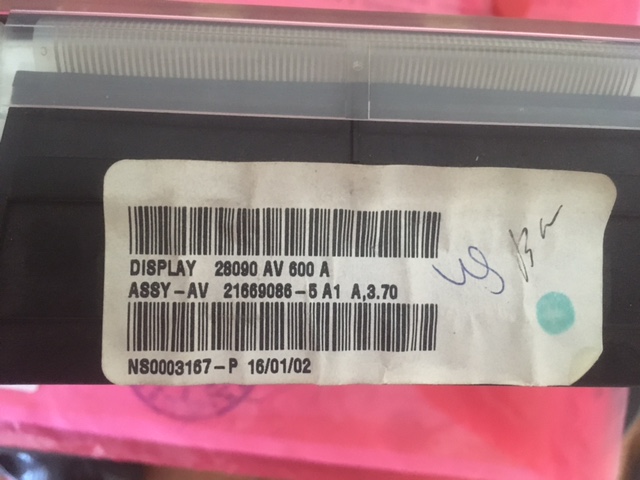 DISPLAY 28090 AV 600 A
ASSY-AV 21669086-5 A1 A,3.70
NS0003167-P 16/01/02